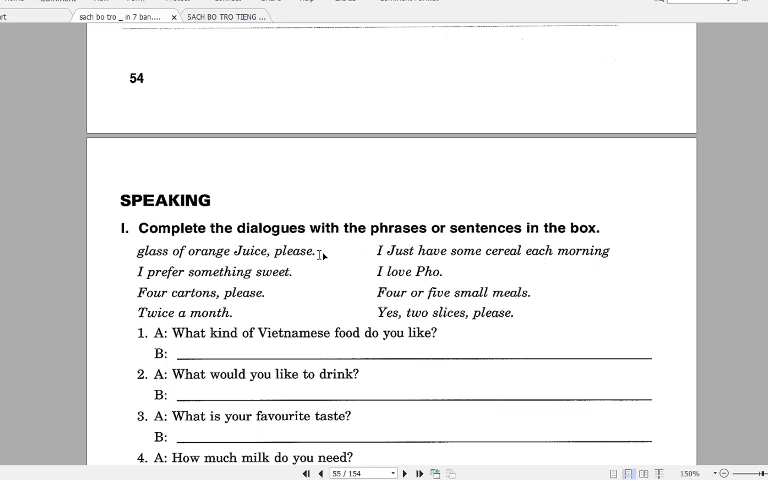 sach bo tro _ in 7 ban.... x SACH BO TRO TIENG ...
54
SPEAKING
I. Complete the dialogues with the phrases or sentences in the box.
glass of orange Juice, please. I Just have some cereal each morning
I prefer something sweet. I love Pho.
Four cartons, please. Four or five small meals.
Twice a month. Yes, two slices, please.
1. A: What kind of Vietnamese food do you like?
B:
2. A: What would you like to drink?
B:
3. A: What is your favourite taste?
B:
4. A: How much milk do you need?
55 / 154 150%